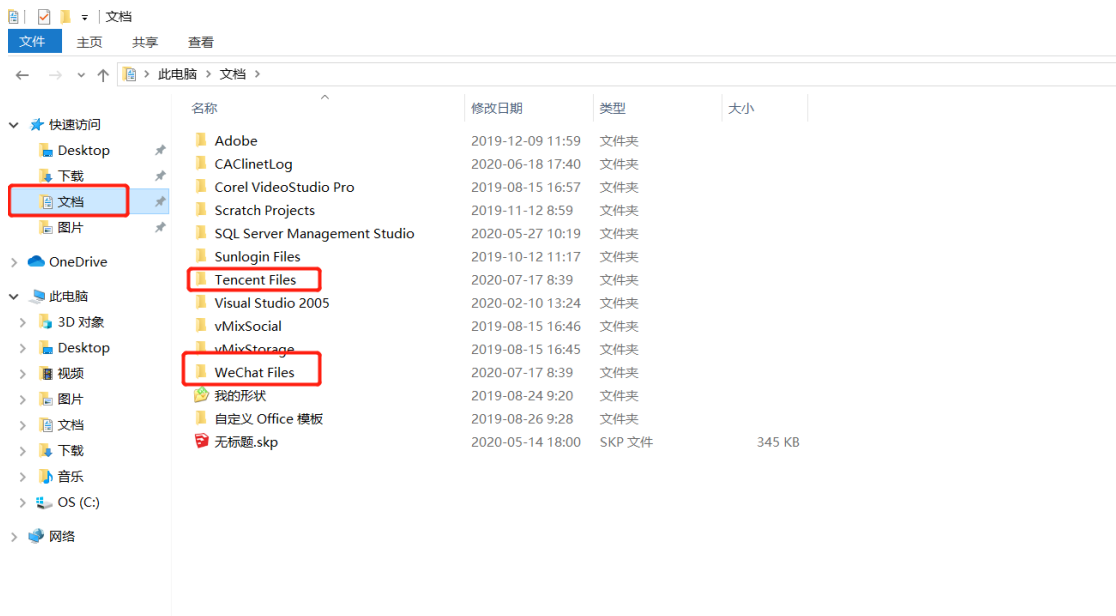 文档
文件 主页 共享 查看
此电脑 文档
名称 修改日期 类型 大小
快速访问
Desktop
下载
文档
图片
OneDrive
此电脑
3D 对象
Desktop
视频
图片
文档
下载
音乐
OS (C:)
网络
Adobe 2019-12-09 11:59 文件夹
CAClinetLog 2020-06-18 17:40 文件夹
Corel VideoStudio Pro 2019-08-15 16:57 文件夹
Scratch Projects 2019-11-12 8:59 文件夹
SQL Server Management Studio 2020-05-27 10:19 文件夹
Sunlogin Files 2019-10-12 11:17 文件夹
Tencent Files 2020-07-17 8:39 文件夹
Visual Studio 2005 2020-02-10 13:24 文件夹
vMixSocial 2019-08-15 16:46 文件夹
vMixStorage 2019-08-15 16:45 文件夹
WeChat Files 2020-07-17 8:39 文件夹
我的形状 2019-08-24 9:20 文件夹
自定义 Office 模板 2019-08-26 9:28 文件夹
无标题.skp 2020-05-14 18:00 SKP 文件 345 KB